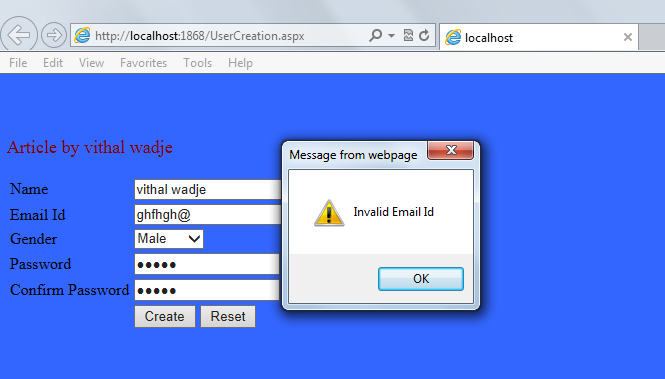 http://localhost:1868/UserCreation.aspx
localhost
File Edit View Favorites Tools Help
Article by vithal wadje
Message from webpage
Name vithal wadje
Invalid Email Id
Email Id ghfhgh@
Gender Male
Password ●●●●●
OK
Confirm Password ●●●●●
Create Reset